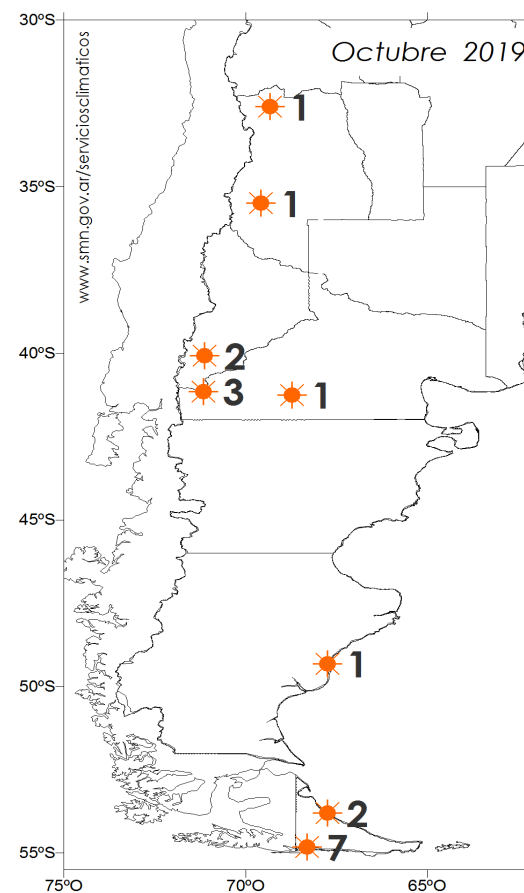 30ºS
Octubre 2019
www.smn.gov.ar/serviciosclimaticos
1
35ºS
1
40ºS
2
3
1
45ºS
1
50ºS
2
7
55ºS
75ºO
70ºO
65ºO